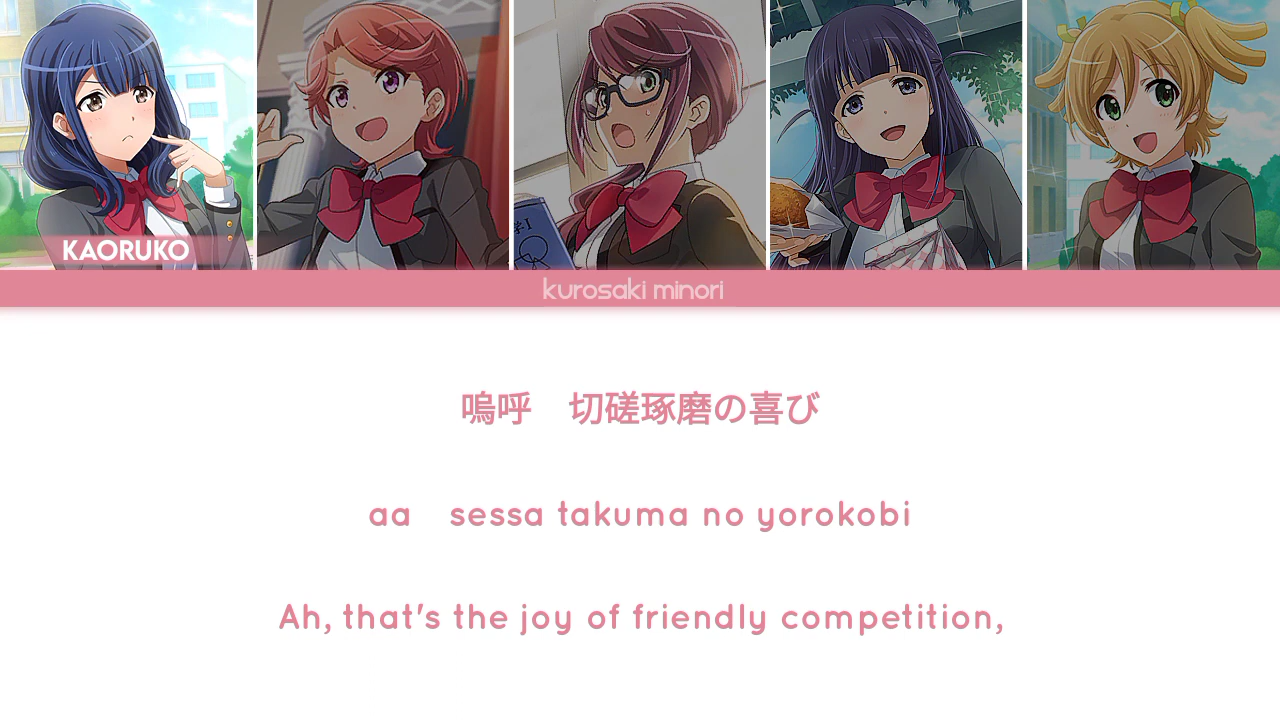 KAORUKO
kurosaki minori
嗚呼　切磋琢磨の喜び
aa　sessa takuma no yorokobi
Ah, that's the joy of friendly competition,